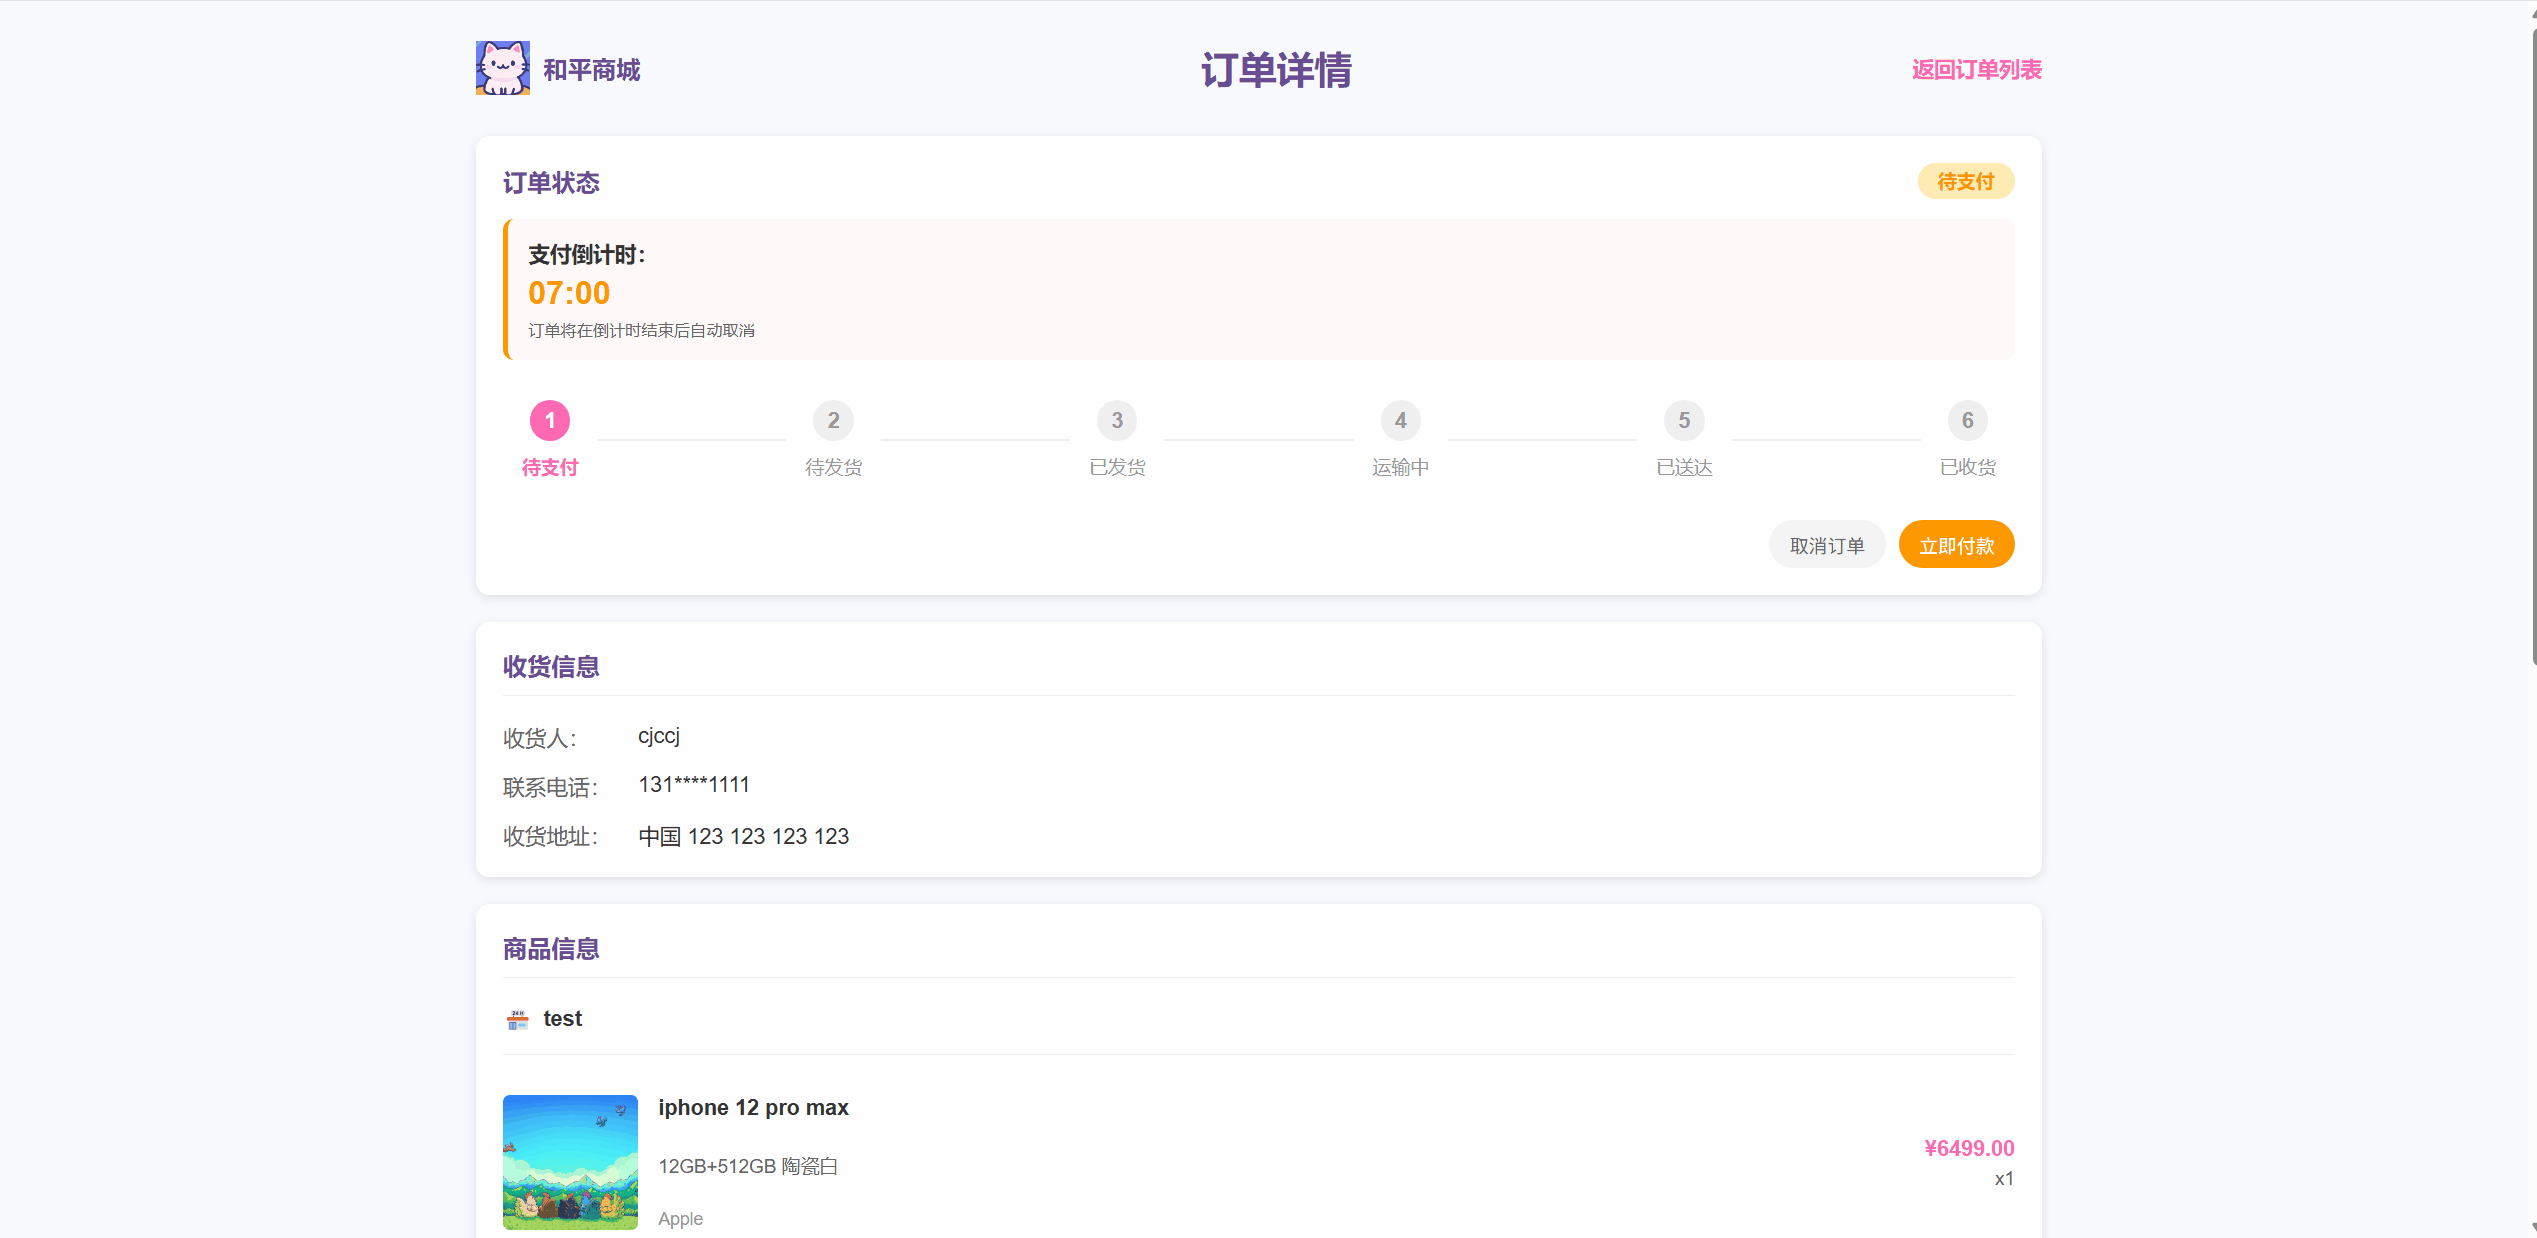 和平商城
订单详情
返回订单列表
订单状态
待支付
支付倒计时：
07:00
订单将在倒计时结束后自动取消
1
2
3
4
5
6
待支付
待发货
已发货
运输中
已送达
已收货
取消订单
立即付款
收货信息
收货人： cjccj
联系电话： 131****1111
收货地址： 中国 123 123 123 123
商品信息
24 H
test
iphone 12 pro max
12GB+512GB 陶瓷白
Apple
¥6499.00
x1